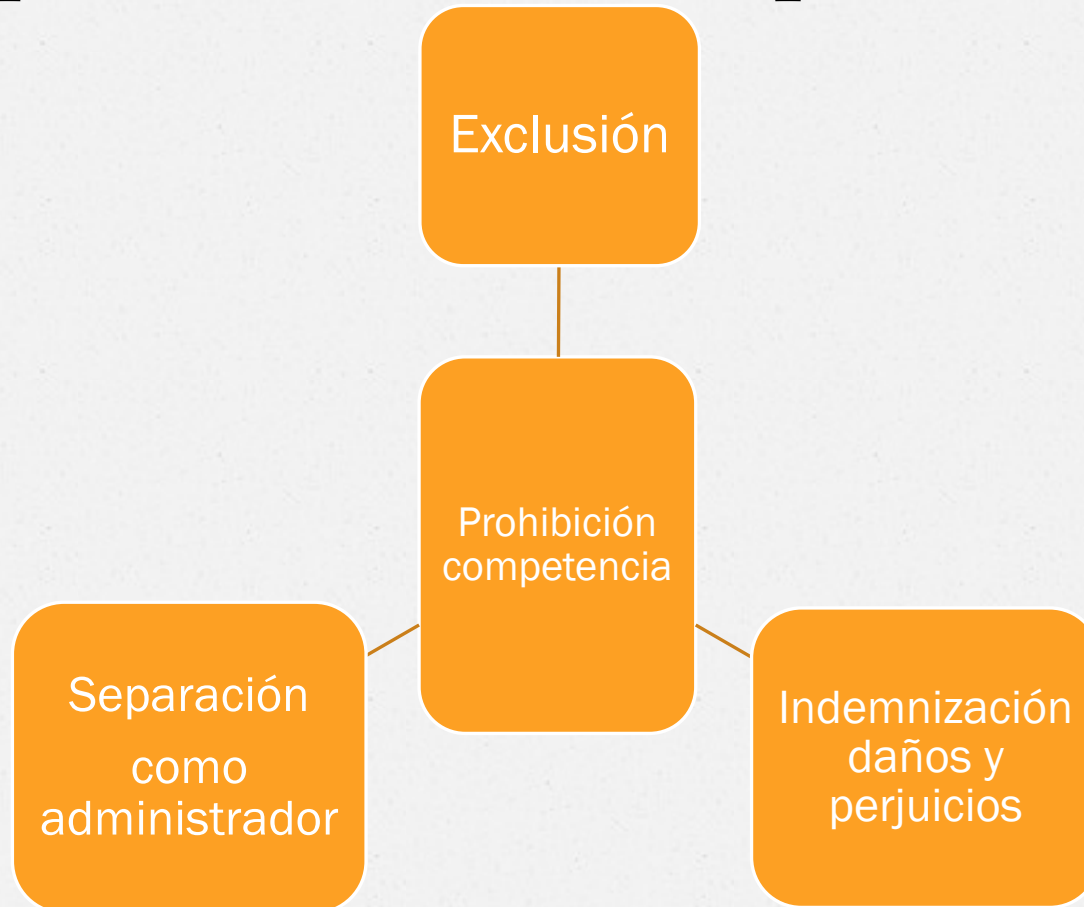 Exclusión
Prohibición
competencia
Separación
como
administrador
Indemnización
daños y
perjuicios